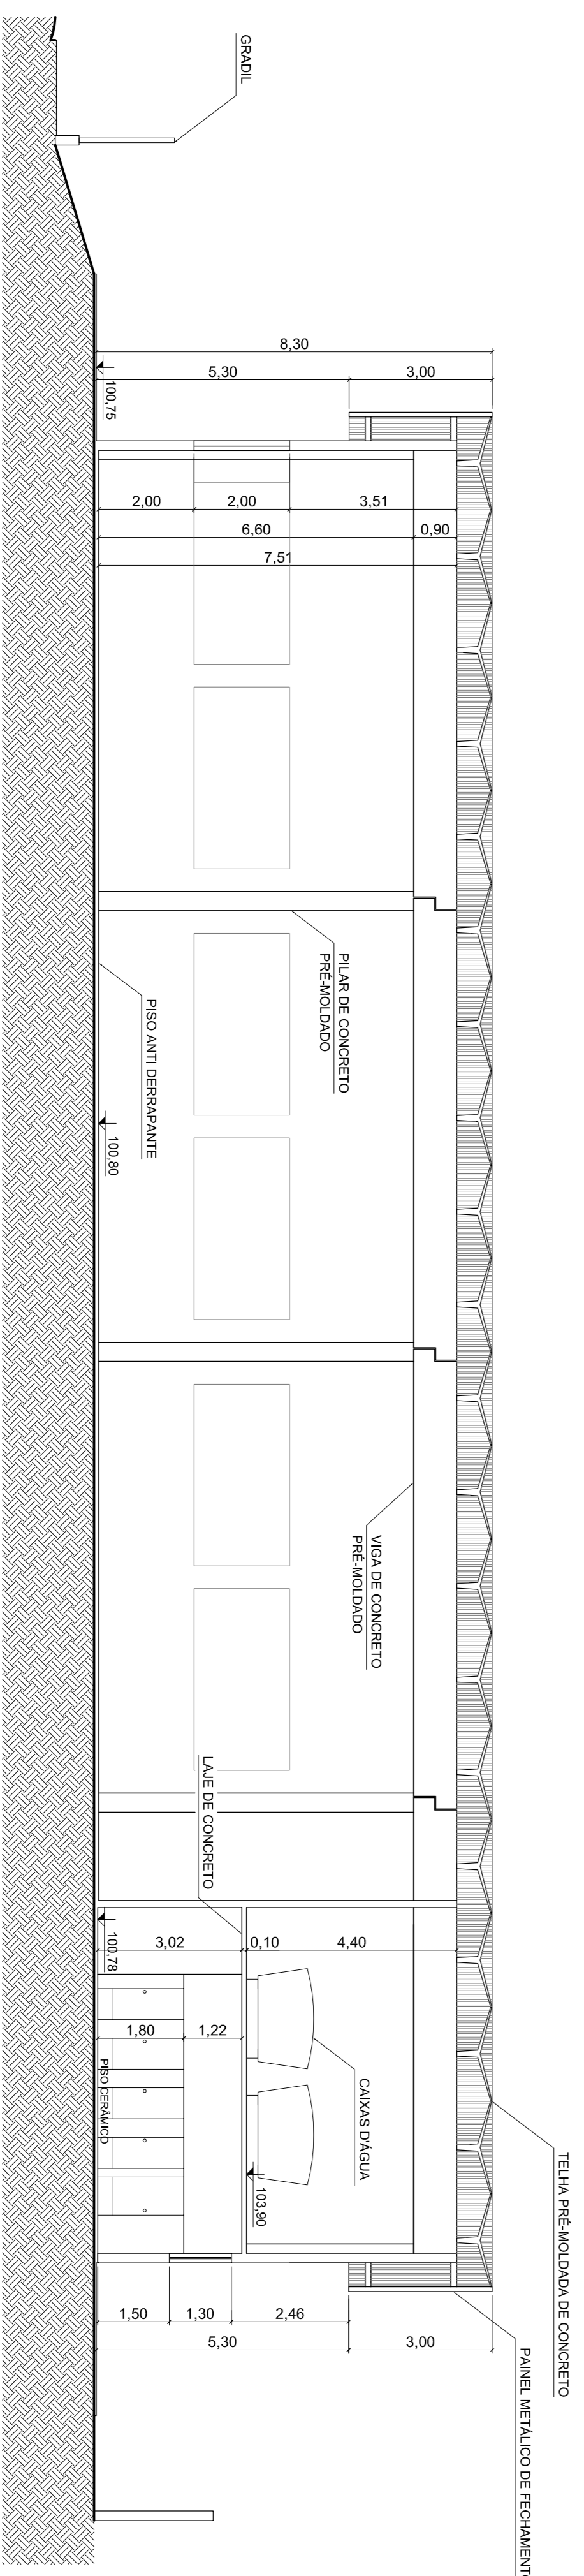 GRADIL
8,30
5,30
3,00
100,75
2,00
2,00
3,51
6,60
0,90
7,51
PILAR DE CONCRETO
PRÉ-MOLDADO
PISO ANTI DERRAPANTE
100,80
VIGA DE CONCRETO
PRÉ-MOLDADO
LAJE DE CONCRETO
100,78
3,02
0,10
4,40
1,80
1,22
PISO CERÂMICO
CAIXAS D'ÁGUA
103,90
TELHA PRÉ-MOLDADA DE CONCRETO
1,50
1,30
2,46
5,30
3,00
PAINEL METÁLICO DE FECHAMENT